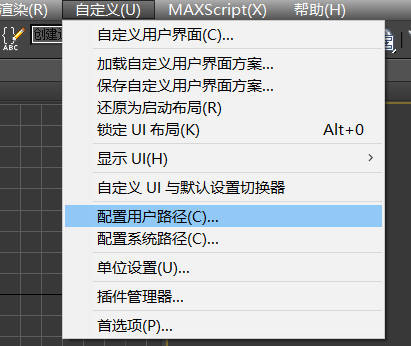 渲染(R) 自定义(U) MAXScript(X) 帮助(H)
ABC 创建
自定义用户界面(C)...
加载自定义用户界面方案...
保存自定义用户界面方案...
还原为启动布局(R)
锁定 UI 布局(K) Alt+0
显示 UI(H)
自定义 UI 与默认设置切换器
配置用户路径(C)...
配置系统路径(C)...
单位设置(U)...
插件管理器...
首选项(P)...